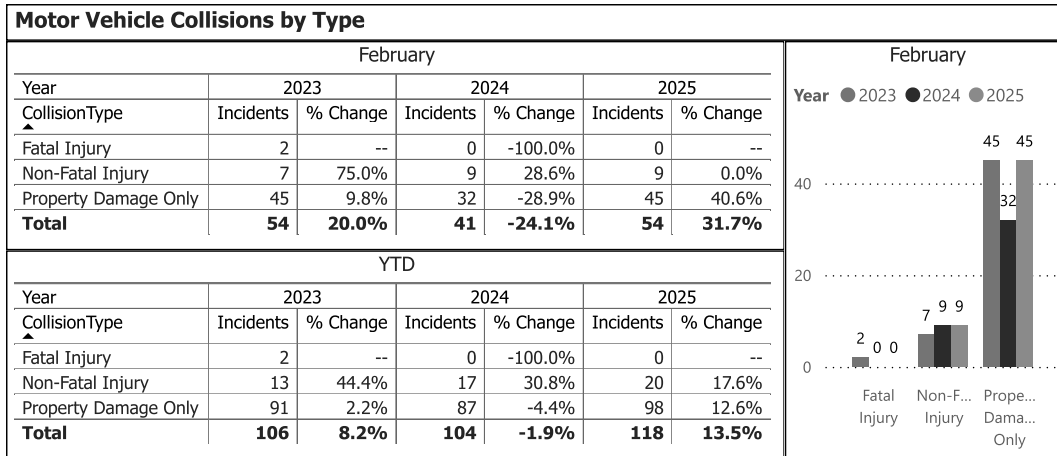 Motor Vehicle Collisions by Type
February
Year 2023 2024 2025
CollisionType Incidents % Change Incidents % Change Incidents % Change
Fatal Injury 2 -- 0 -100.0% 0 --
Non-Fatal Injury 7 75.0% 9 28.6% 9 0.0%
Property Damage Only 45 9.8% 32 -28.9% 45 40.6%
Total 54 20.0% 41 -24.1% 54 31.7%
YTD
Year 2023 2024 2025
CollisionType Incidents % Change Incidents % Change Incidents % Change
Fatal Injury 2 -- 0 -100.0% 0 --
Non-Fatal Injury 13 44.4% 17 30.8% 20 17.6%
Property Damage Only 91 2.2% 87 -4.4% 98 12.6%
Total 106 8.2% 104 -1.9% 118 13.5%
February
Year 2023 2024 2025
45 45
40
32
20
7 9 9
2 0 0
0
Fatal Non-F... Prope...
Injury Injury Dama...
Only